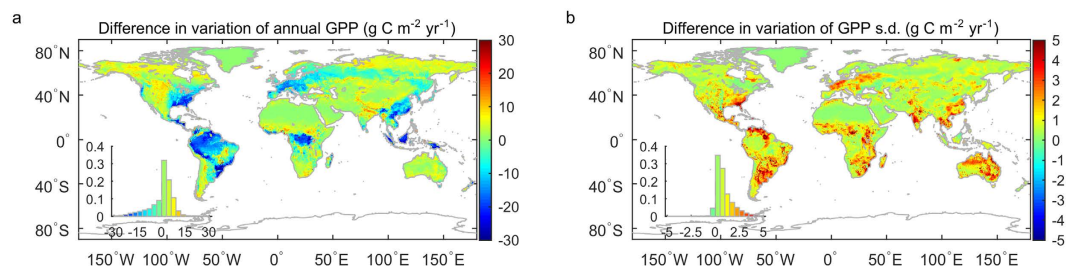 a
Difference in variation of annual GPP (g C m⁻² yr⁻¹)
80°N
40°N
0°
40°S
80°S
150°W 100°W 50°W 0° 50°E 100°E 150°E
0.4
0.3
0.2
0.1
0
-30 -15 0 15 30
30
20
10
0
-10
-20
-30
b
Difference in variation of GPP s.d. (g C m⁻² yr⁻¹)
80°N
40°N
0°
40°S
80°S
150°W 100°W 50°W 0° 50°E 100°E 150°E
0.4
0.3
0.2
0.1
0
-5 -2.5 0 2.5 5
5
4
3
2
1
0
-1
-2
-3
-4
-5